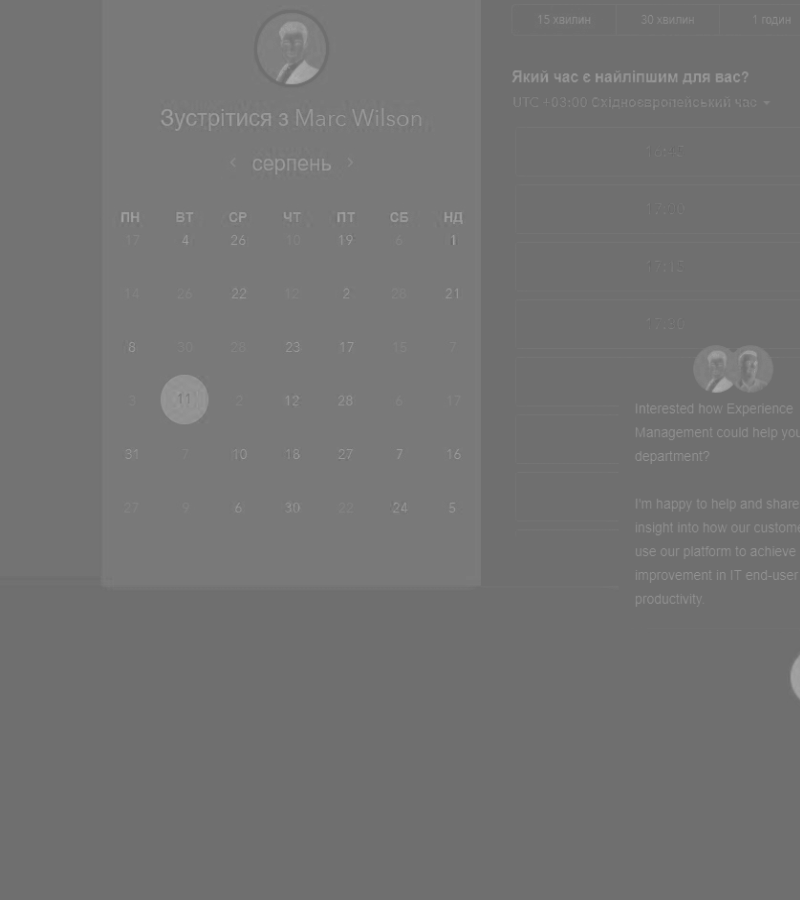 Зустрітися з Marc Wilson
серпень
ПН ВТ СР ЧТ ПТ СБ НД
17 4 26 10 19 6 1
14 26 22 12 2 28 21
8 30 28 23 17 15 7
3 11 2 12 28 6 17
31 7 10 18 27 7 16
27 9 6 30 22 24 5
15 хвилин 30 хвилин 1 годин
Який час є найліпшим для вас?
UTC +03:00 Східноєвропейський час
17:15
17:30
Interested how Experience
Management could help you
department?
I'm happy to help and share
insight into how our custome
use our platform to achieve
improvement in IT end-user
productivity.